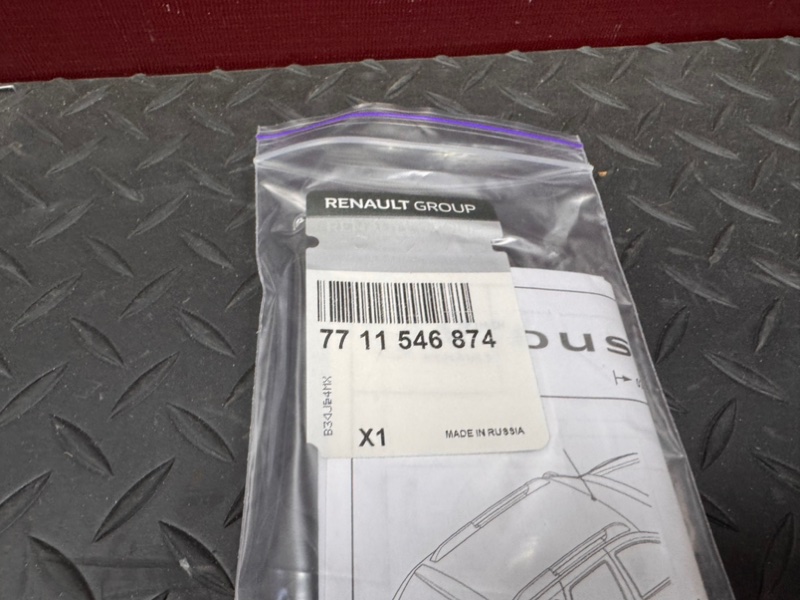 RENAULT GROUP
77 11 546 874
ous
X1
MADE IN RUSSIA